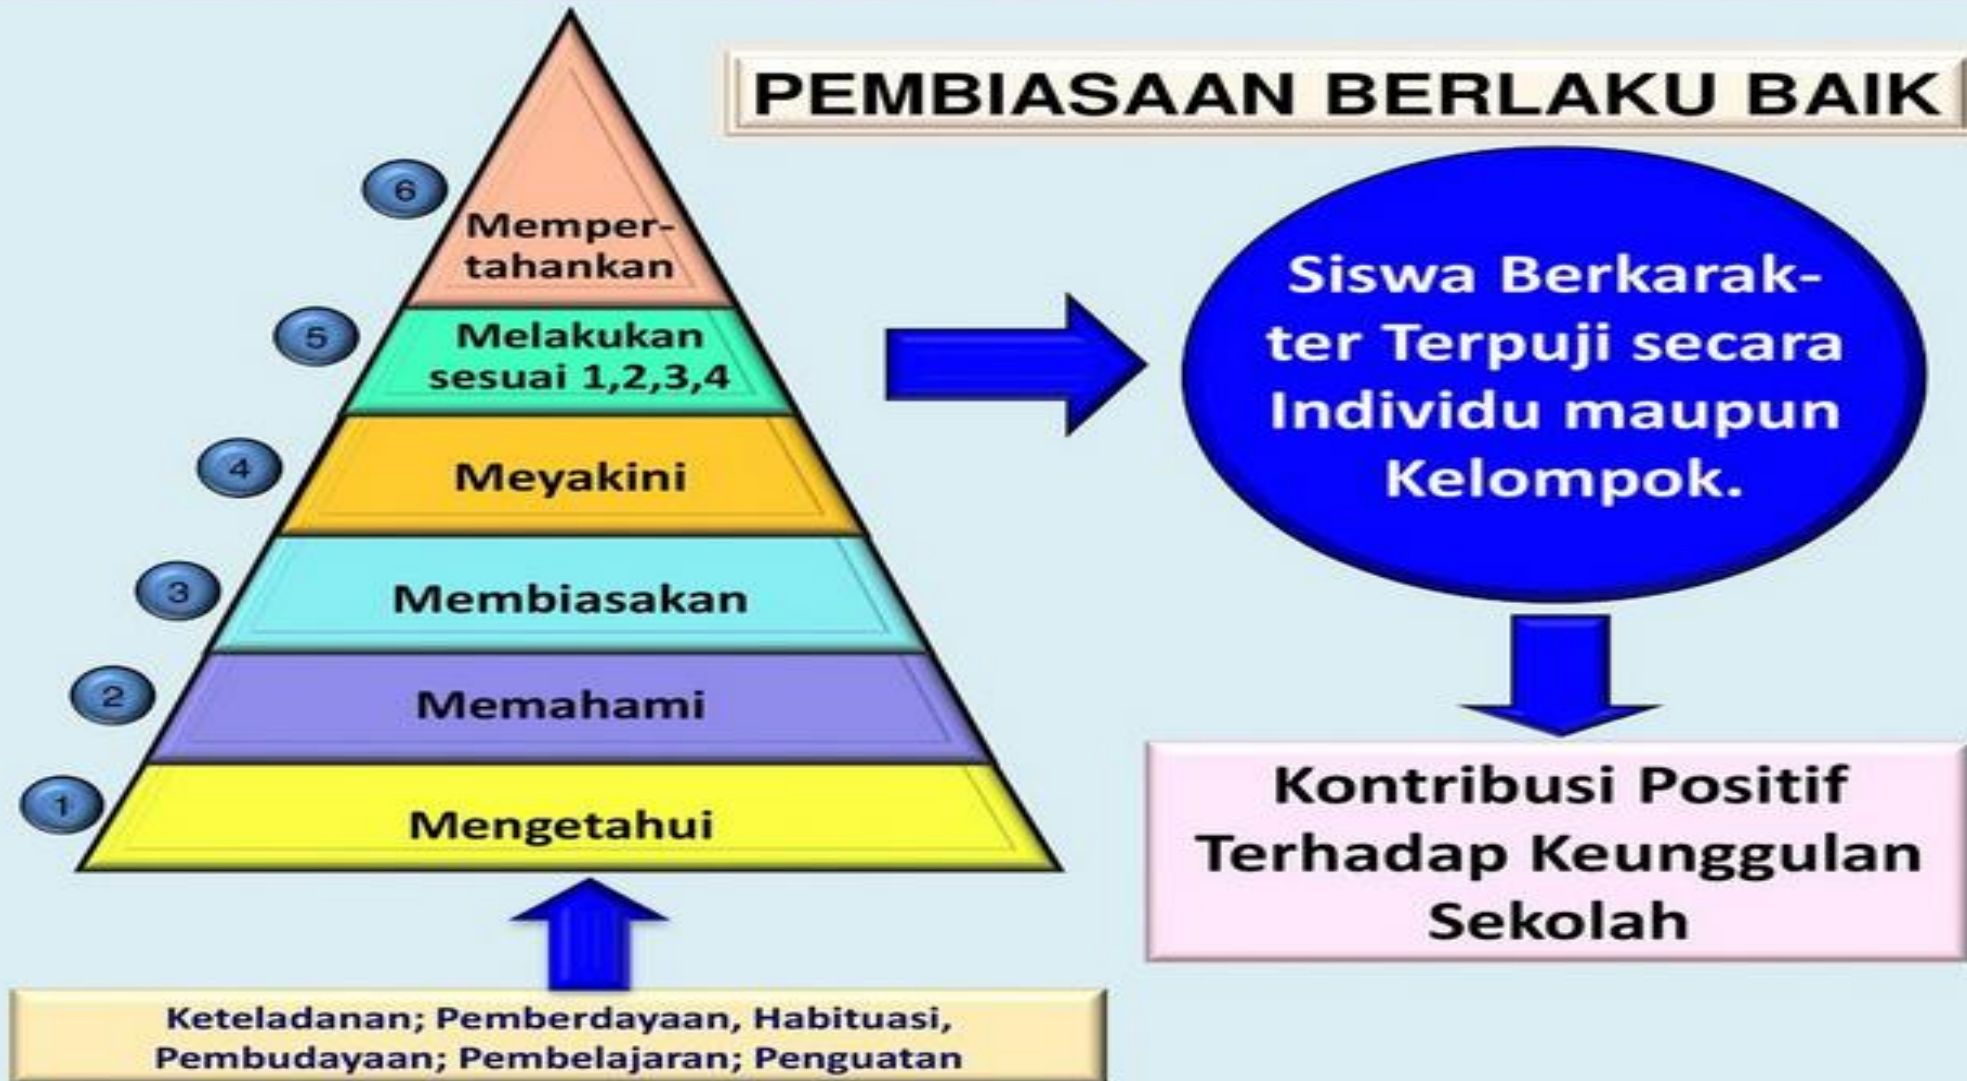 PEMBIASAAN BERLAKU BAIK
6
Memper-
tahankan
5
Melakukan
sesuai 1,2,3,4
4
Meyakini
3
Membiasakan
2
Memahami
1
Mengetahui
Keteladanan; Pemberdayaan, Habituasi,
Pembudayaan; Pembelajaran; Penguatan
Siswa Berkarak-
ter Terpuji secara
Individu maupun
Kelompok.
Kontribusi Positif
Terhadap Keunggulan
Sekolah